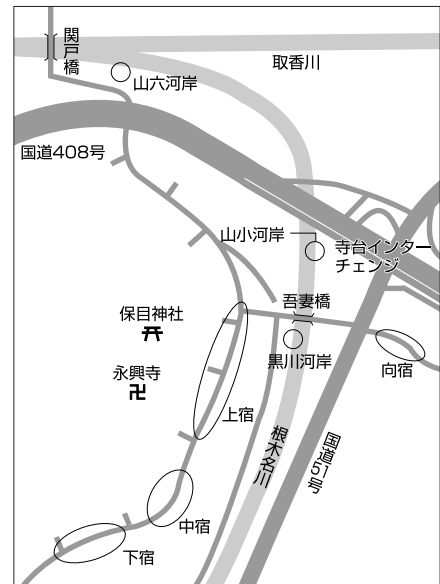 関戸橋
取香川
山六河岸
国道408号
山小河岸
寺台インター
チェンジ
吾妻橋
保目神社
黒川河岸
向宿
永興寺
上宿
根木名川
国道51号
中宿
下宿